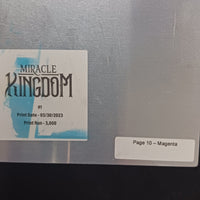 MIRACLE
KINGDOM
#1
Print Date - 03/30/2023
Print Run - 3,000
Page 10 – Magenta